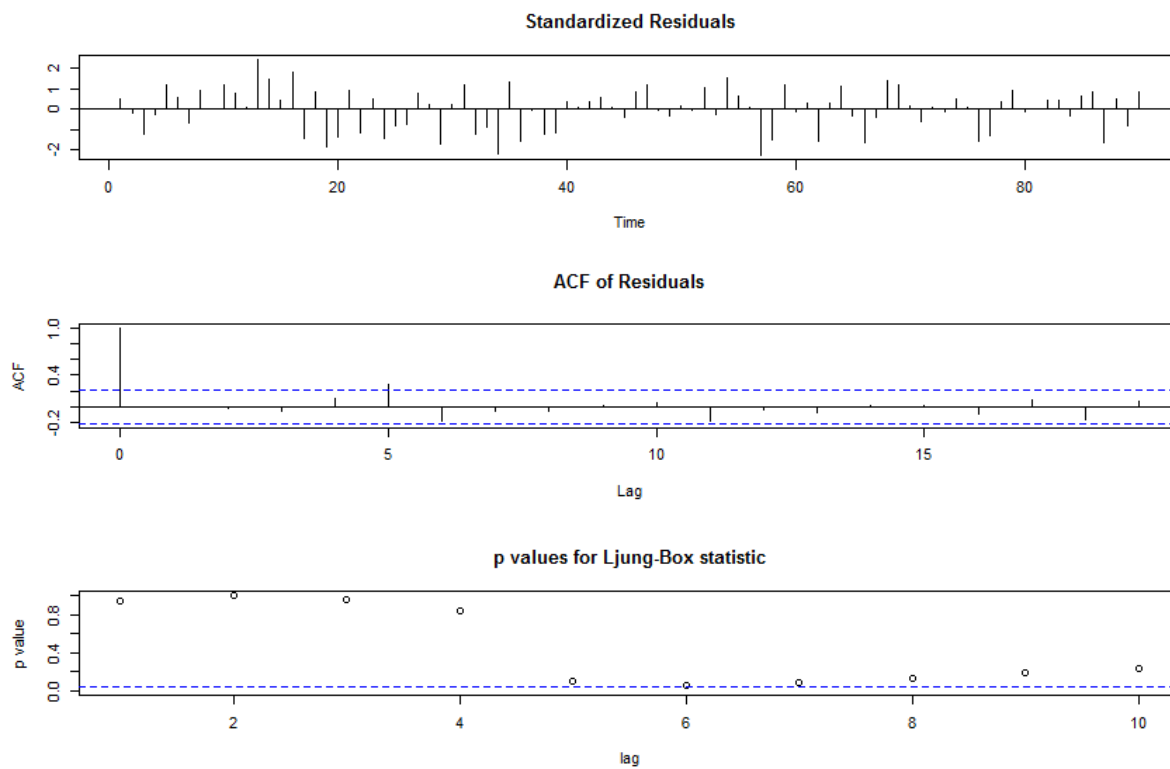 Standardized Residuals
2
1
0
-2
0 20 40 60 80
Time
ACF of Residuals
1.0
0.4
-0.2
ACF
0 5 10 15
Lag
p values for Ljung-Box statistic
0.8
0.4
0.0
p value
2 4 6 8 10
lag